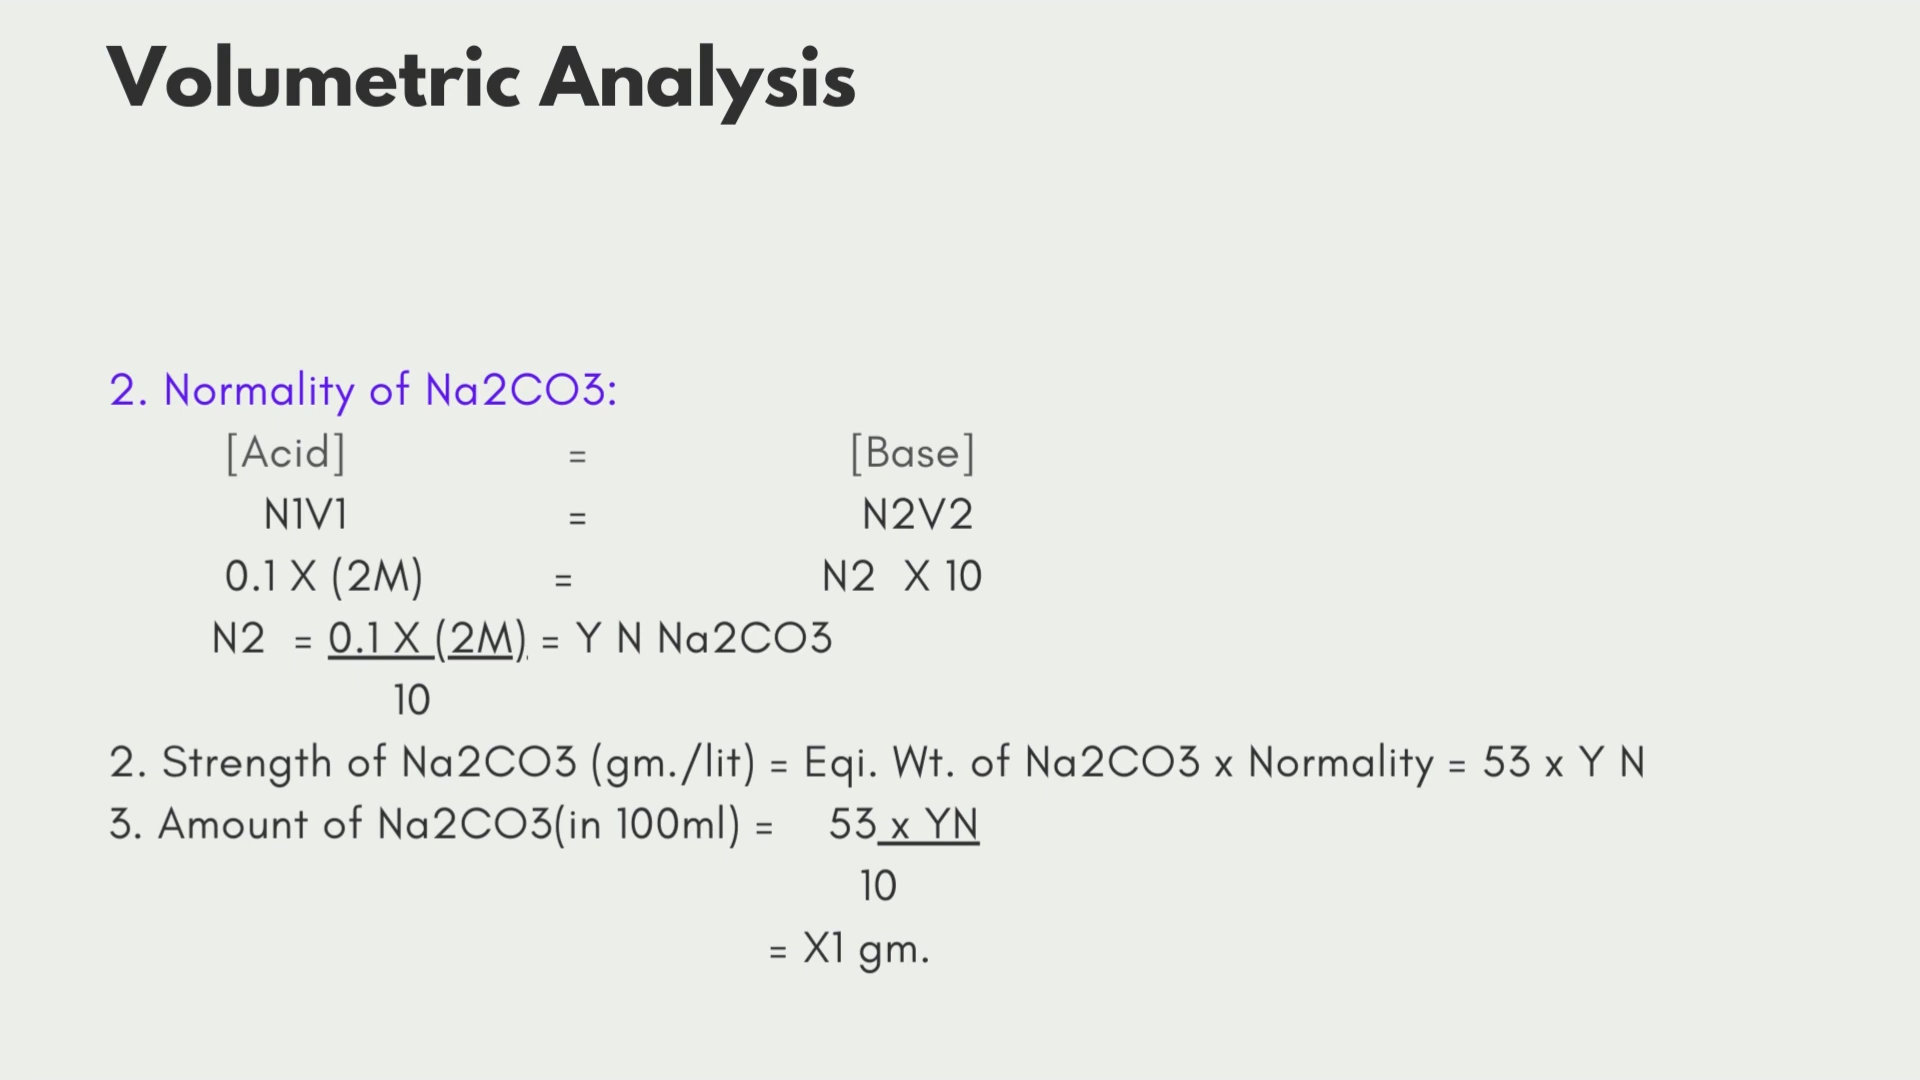 Volumetric Analysis
2. Normality of Na2CO3:
[Acid] = [Base]
N1V1 = N2V2
0.1 X (2M) = N2 X 10
N2 = 0.1 X (2M). = Y N Na2CO3
10
2. Strength of Na2CO3 (gm./lit) = Eqi. Wt. of Na2CO3 x Normality = 53 x Y N
3. Amount of Na2CO3(in 100ml) = 53 x YN
10
= X1 gm.